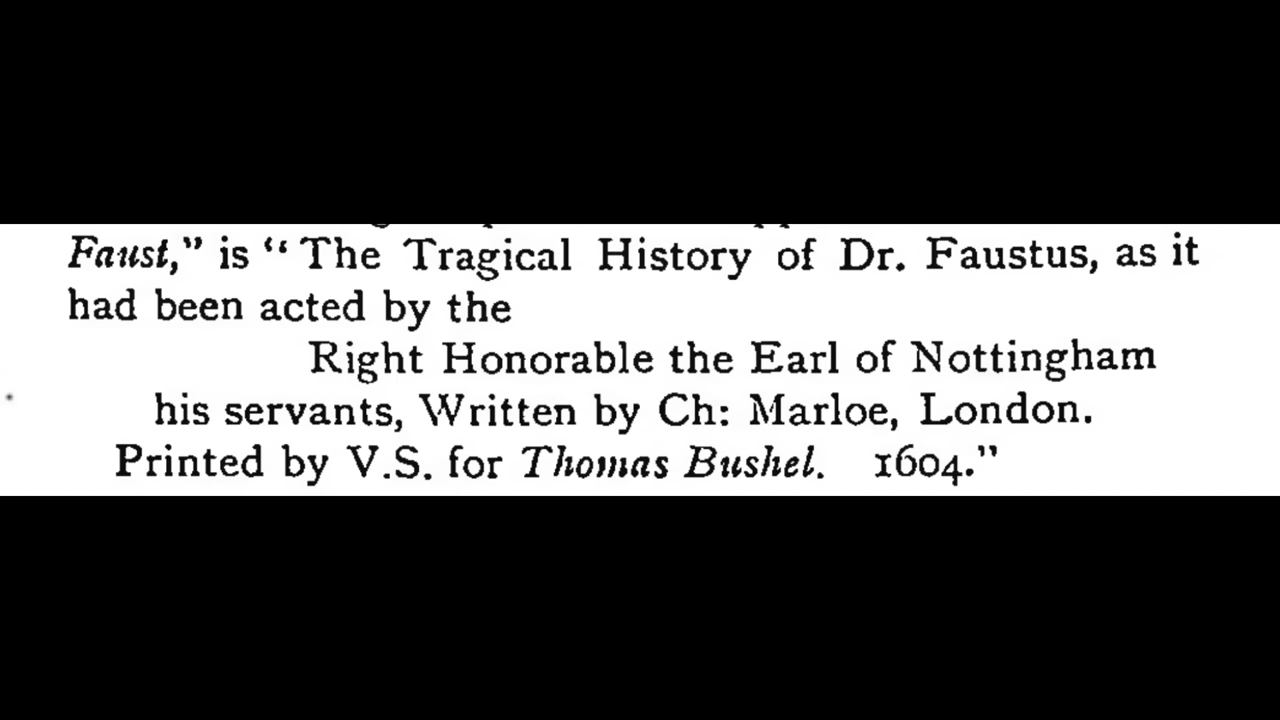 Faust," is "The Tragical History of Dr. Faustus, as it
had been acted by the
Right Honorable the Earl of Nottingham
his servants, Written by Ch: Marloe, London.
Printed by V.S. for Thomas Bushel. 1604."